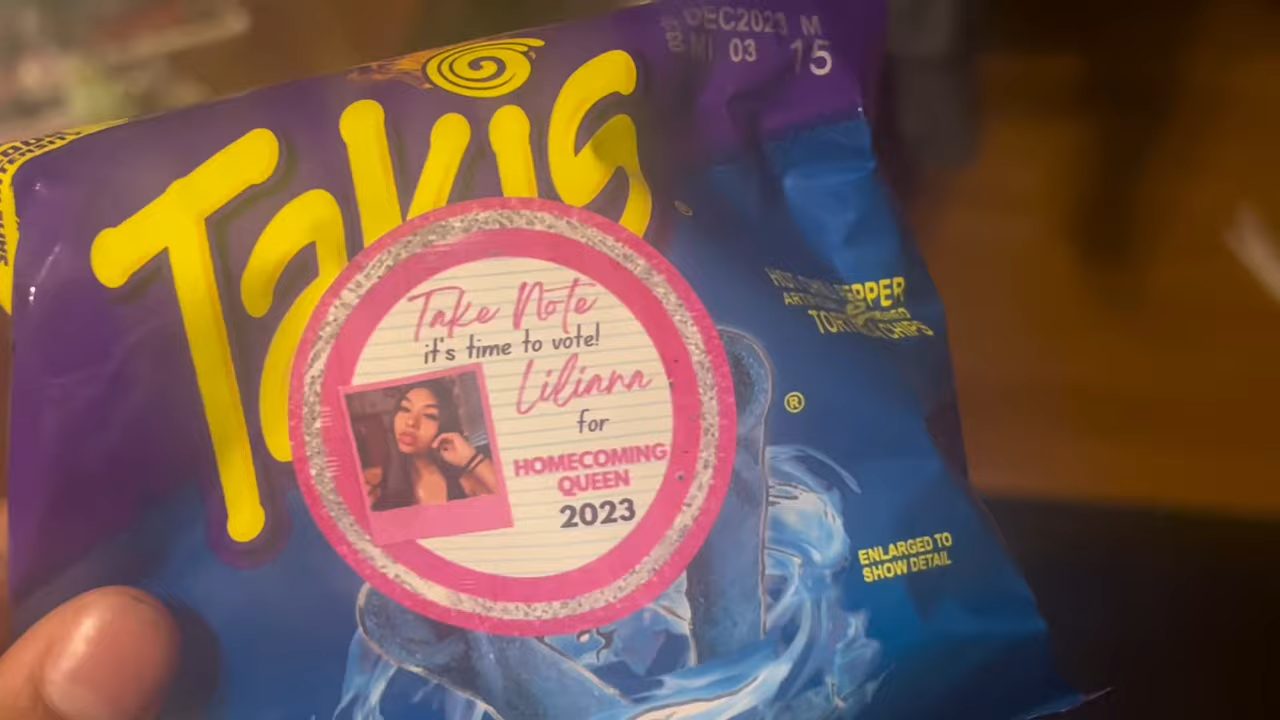 DEC2023 M
MI 03 15
Takis
Take Note
it's time to vote!
Liliana
for
HOMECOMING
QUEEN
2023
PEPPER
TORTILLA CHIPS
®
ENLARGED TO
SHOW DETAIL